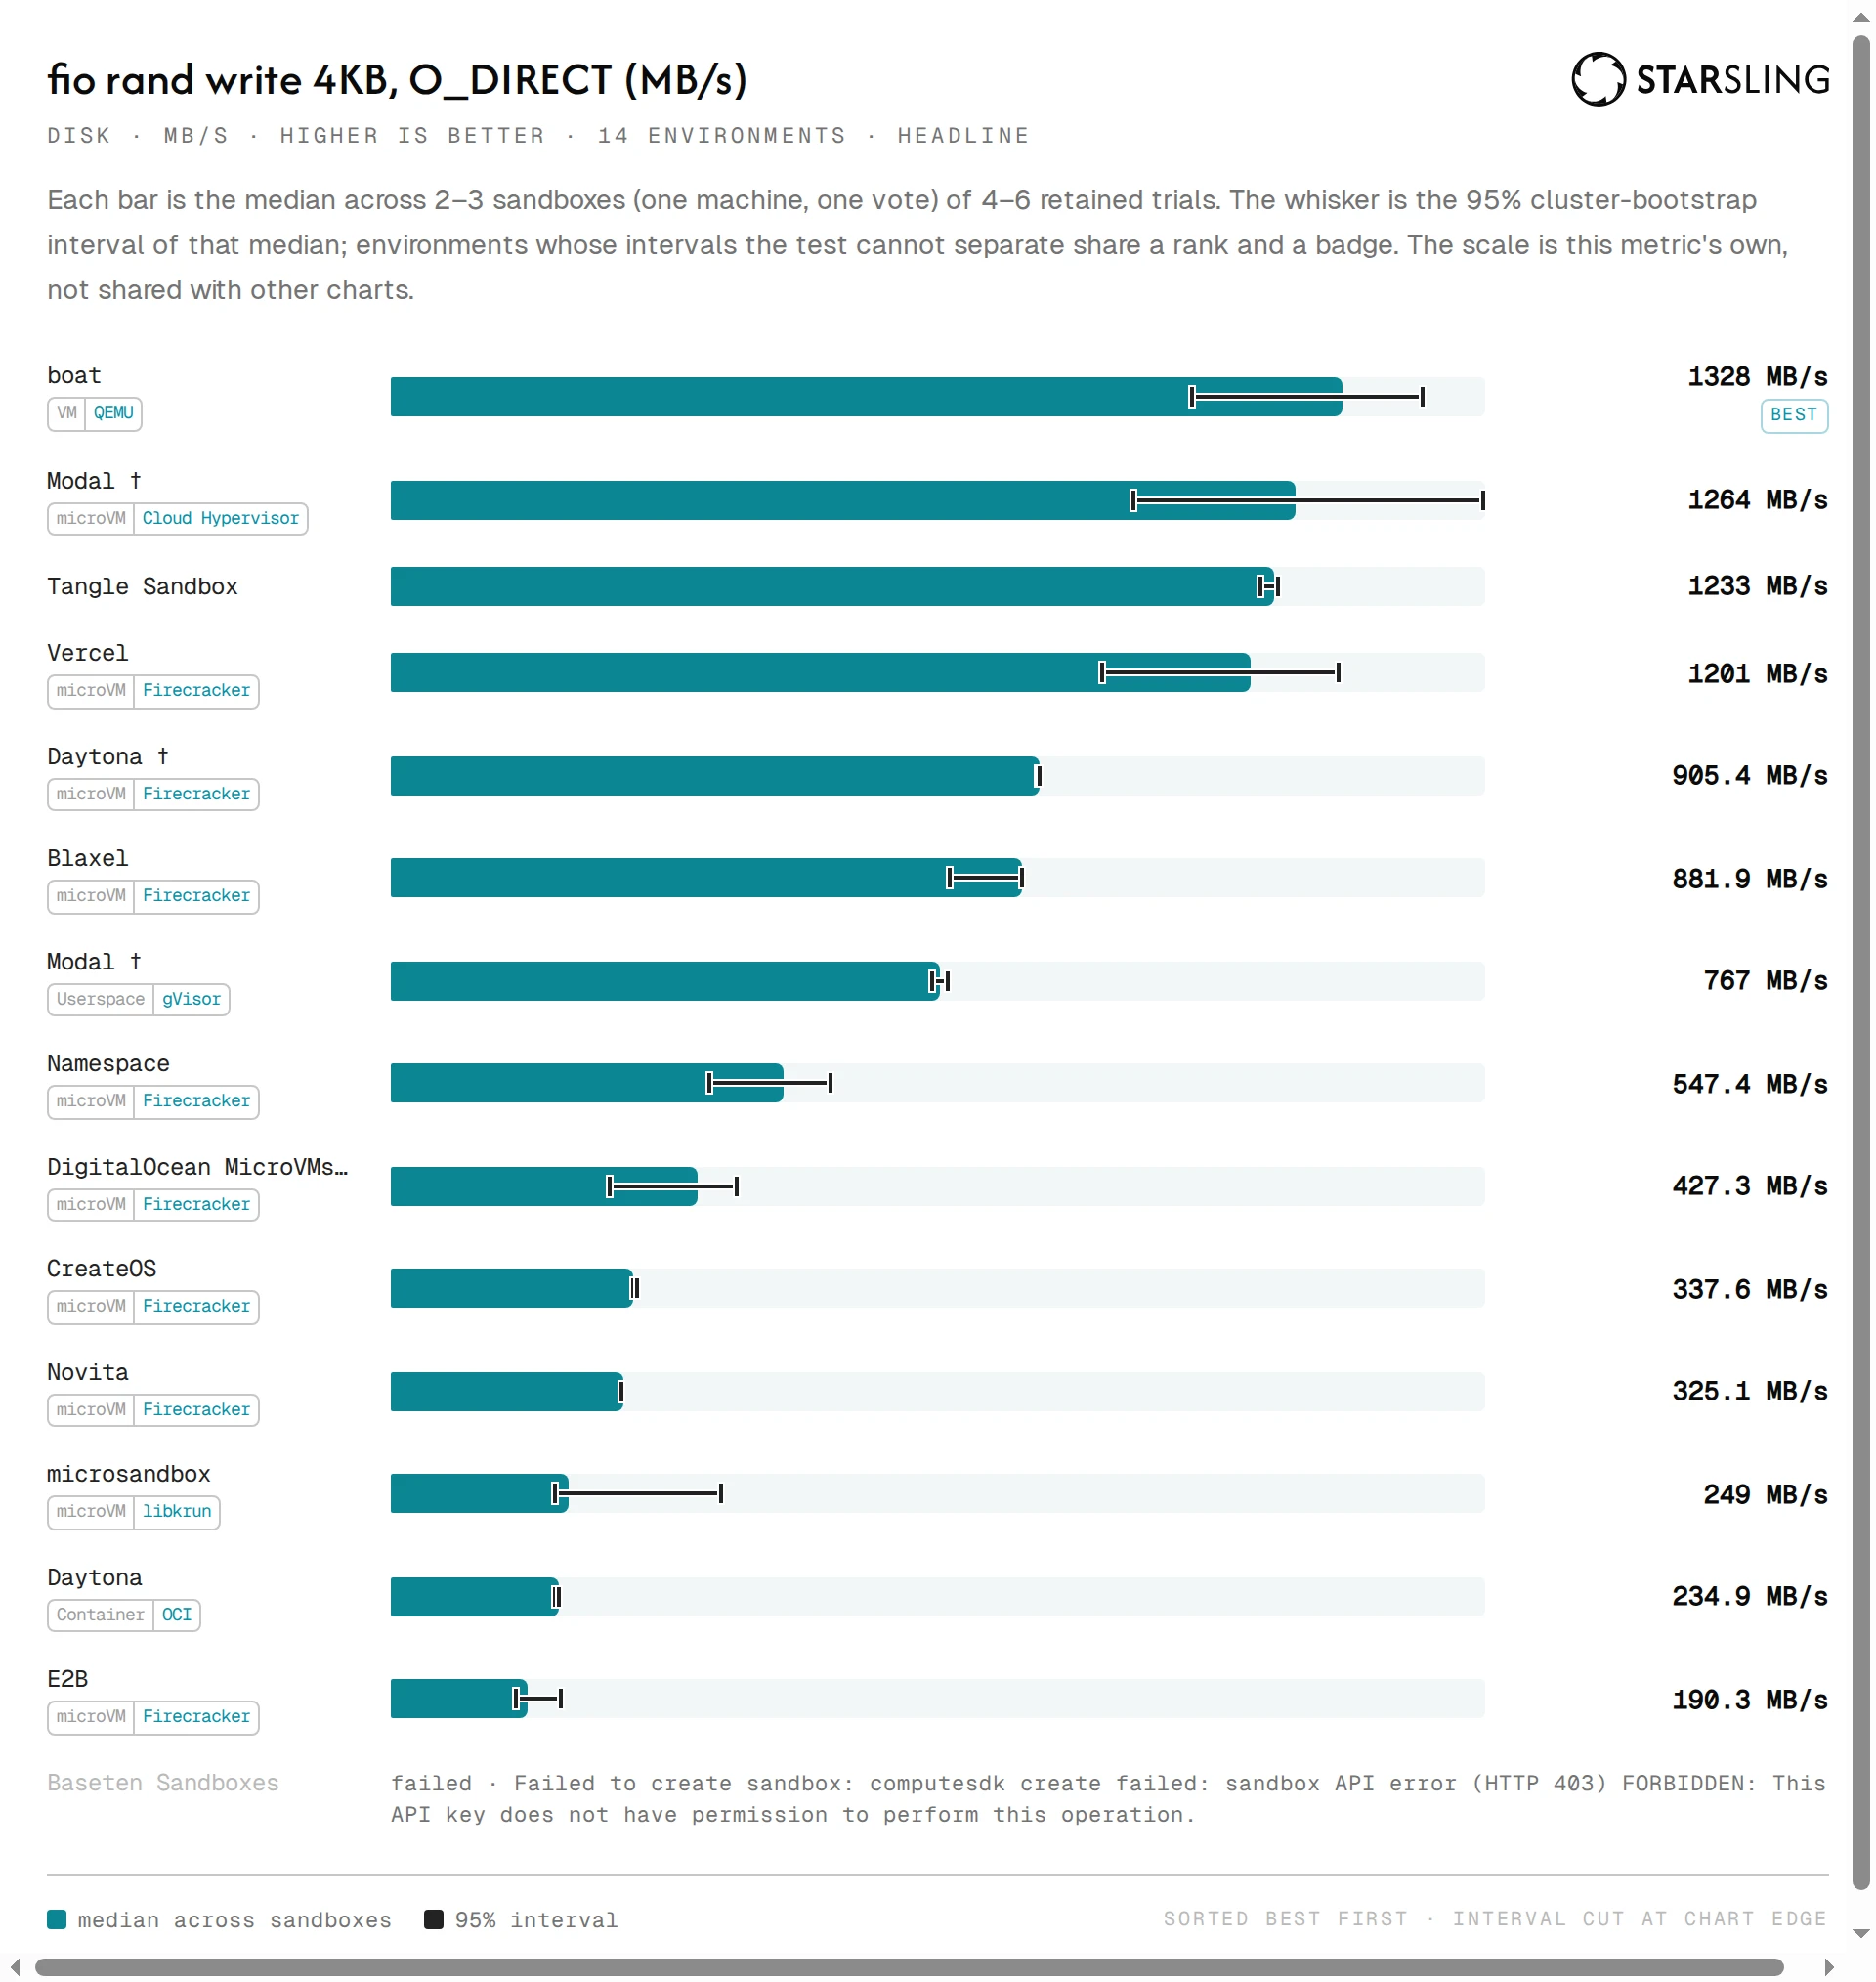 fio rand write 4KB, O_DIRECT (MB/s)
STARSLING
DISK · MB/S · HIGHER IS BETTER · 14 ENVIRONMENTS · HEADLINE
Each bar is the median across 2–3 sandboxes (one machine, one vote) of 4–6 retained trials. The whisker is the 95% cluster-bootstrap
interval of that median; environments whose intervals the test cannot separate share a rank and a badge. The scale is this metric's own,
not shared with other charts.
boat
VM QEMU
1328 MB/s
BEST
Modal †
microVM Cloud Hypervisor
1264 MB/s
Tangle Sandbox
1233 MB/s
Vercel
microVM Firecracker
1201 MB/s
Daytona †
microVM Firecracker
905.4 MB/s
Blaxel
microVM Firecracker
881.9 MB/s
Modal †
Userspace gVisor
767 MB/s
Namespace
microVM Firecracker
547.4 MB/s
DigitalOcean MicroVMs…
microVM Firecracker
427.3 MB/s
CreateOS
microVM Firecracker
337.6 MB/s
Novita
microVM Firecracker
325.1 MB/s
microsandbox
microVM libkrun
249 MB/s
Daytona
Container OCI
234.9 MB/s
E2B
microVM Firecracker
190.3 MB/s
Baseten Sandboxes
failed · Failed to create sandbox: computesdk create failed: sandbox API error (HTTP 403) FORBIDDEN: This
API key does not have permission to perform this operation.
median across sandboxes
95% interval
SORTED BEST FIRST · INTERVAL CUT AT CHART EDGE